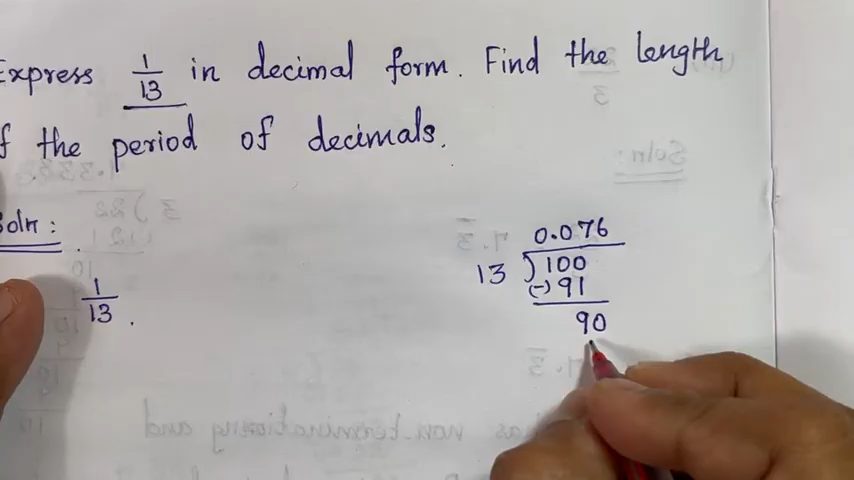 Express 1/13 in decimal form. Find the length
of the period of decimals.
Soln:
1/13.
0.076
13 ) 100
(-) 91
90